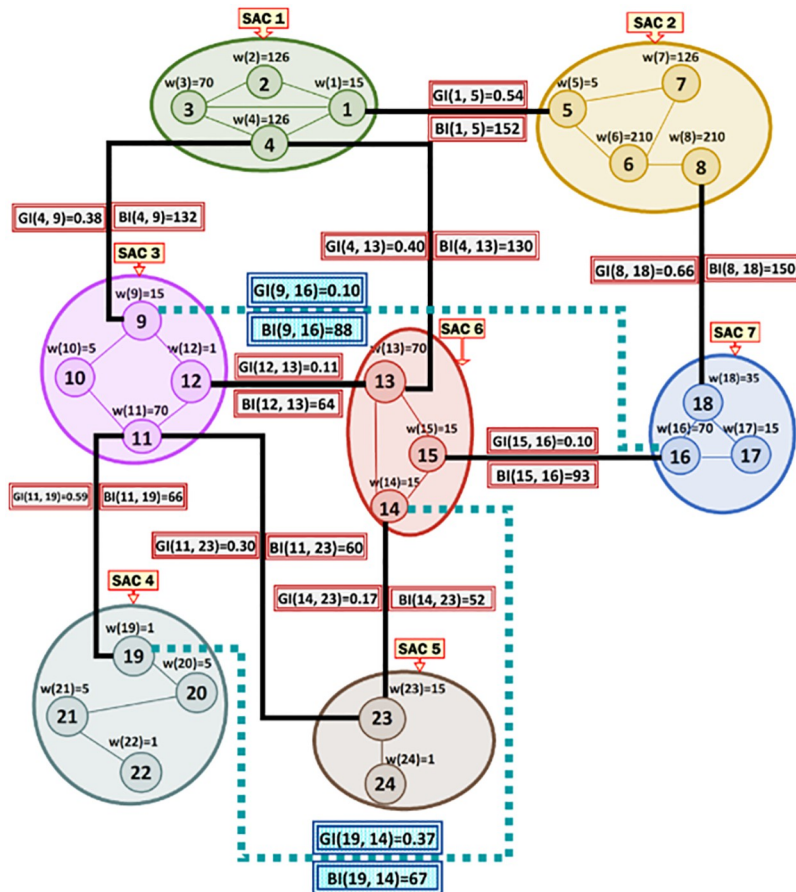 SAC 1
SAC 2
w(2)=126
w(7)=126
w(3)=70
2
w(1)=15
w(5)=5
7
3
w(4)=126
1
GI(1, 5)=0.54
5
BI(1, 5)=152
w(6)=210
w(8)=210
4
6
8
GI(4, 9)=0.38
BI(4, 9)=132
GI(4, 13)=0.40
BI(4, 13)=130
SAC 3
GI(8, 18)=0.66
BI(8, 18)=150
w(9)=15
GI(9, 16)=0.10
9
BI(9, 16)=88
SAC 6
SAC 7
w(10)=5
w(12)=1
w(13)=70
10
12
GI(12, 13)=0.11
13
w(18)=35
BI(12, 13)=64
18
w(11)=70
w(15)=15
w(16)=70
w(17)=15
11
15
GI(15, 16)=0.10
16
17
BI(15, 16)=93
w(14)=15
GI(11, 19)=0.59
BI(11, 19)=66
14
GI(11, 23)=0.30
BI(11, 23)=60
SAC 4
GI(14, 23)=0.17
BI(14, 23)=52
w(19)=1
SAC 5
19
w(20)=5
w(21)=5
20
w(23)=15
21
23
w(22)=1
w(24)=1
22
24
GI(19, 14)=0.37
BI(19, 14)=67